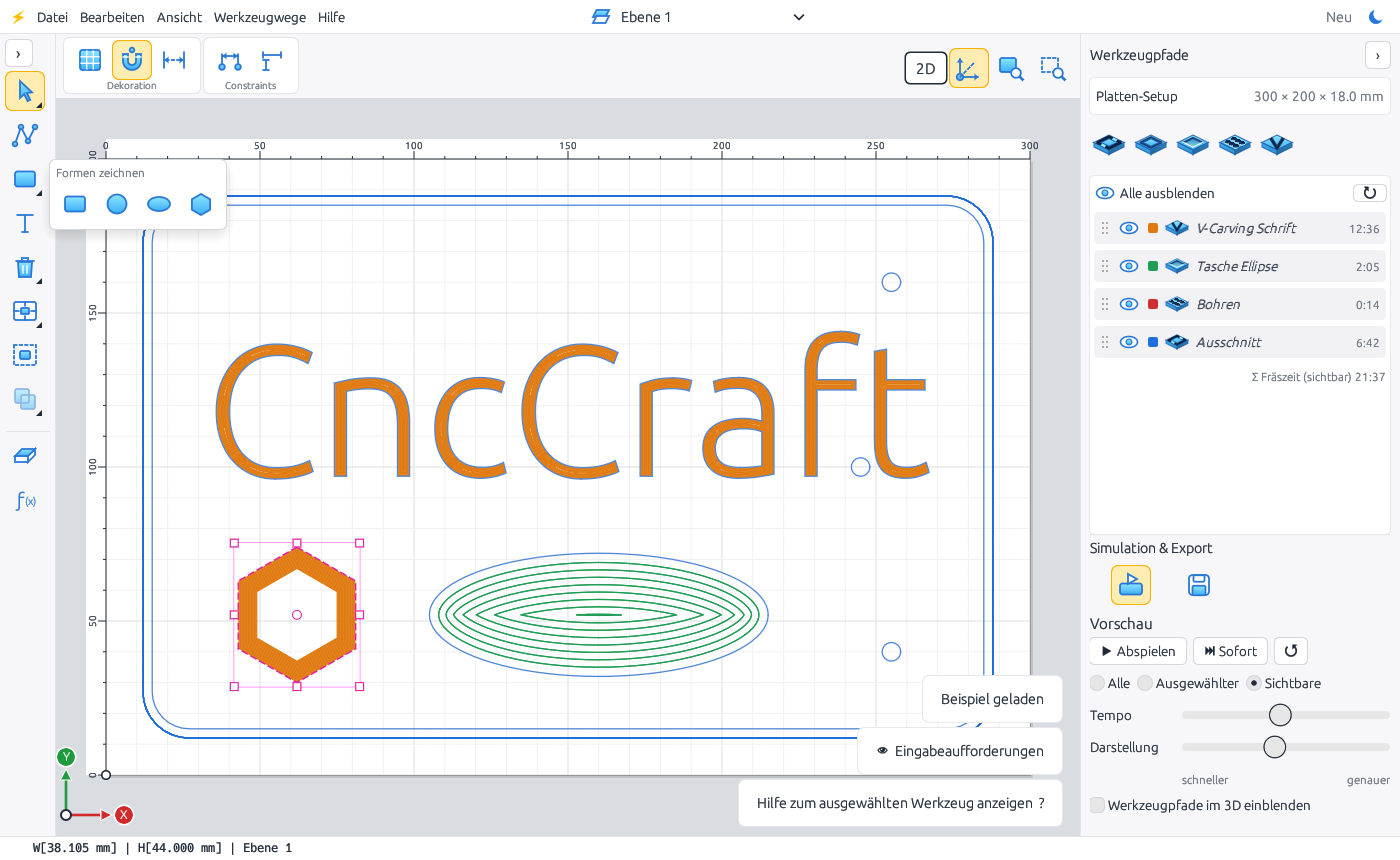 Datei Bearbeiten Ansicht Werkzeugwege Hilfe
Ebene 1
Neu
Dekoration
Constraints
2D
Werkzeugpfade
Platten-Setup 300 × 200 × 18.0 mm
Formen zeichnen
0 50 100 150 200 250 300
150
100
50
0
CncCraft
Alle ausblenden
V-Carving Schrift 12:36
Tasche Ellipse 2:05
Bohren 0:14
Ausschnitt 6:42
Σ Fräszeit (sichtbar) 21:37
Simulation & Export
Vorschau
Abspielen Sofort
Alle Ausgewählter Sichtbare
Tempo
Darstellung
schneller genauer
Werkzeugpfade im 3D einblenden
Beispiel geladen
Eingabeaufforderungen
Hilfe zum ausgewählten Werkzeug anzeigen ?
T
f(x)
Y
X
W[38.105 mm] | H[44.000 mm] | Ebene 1